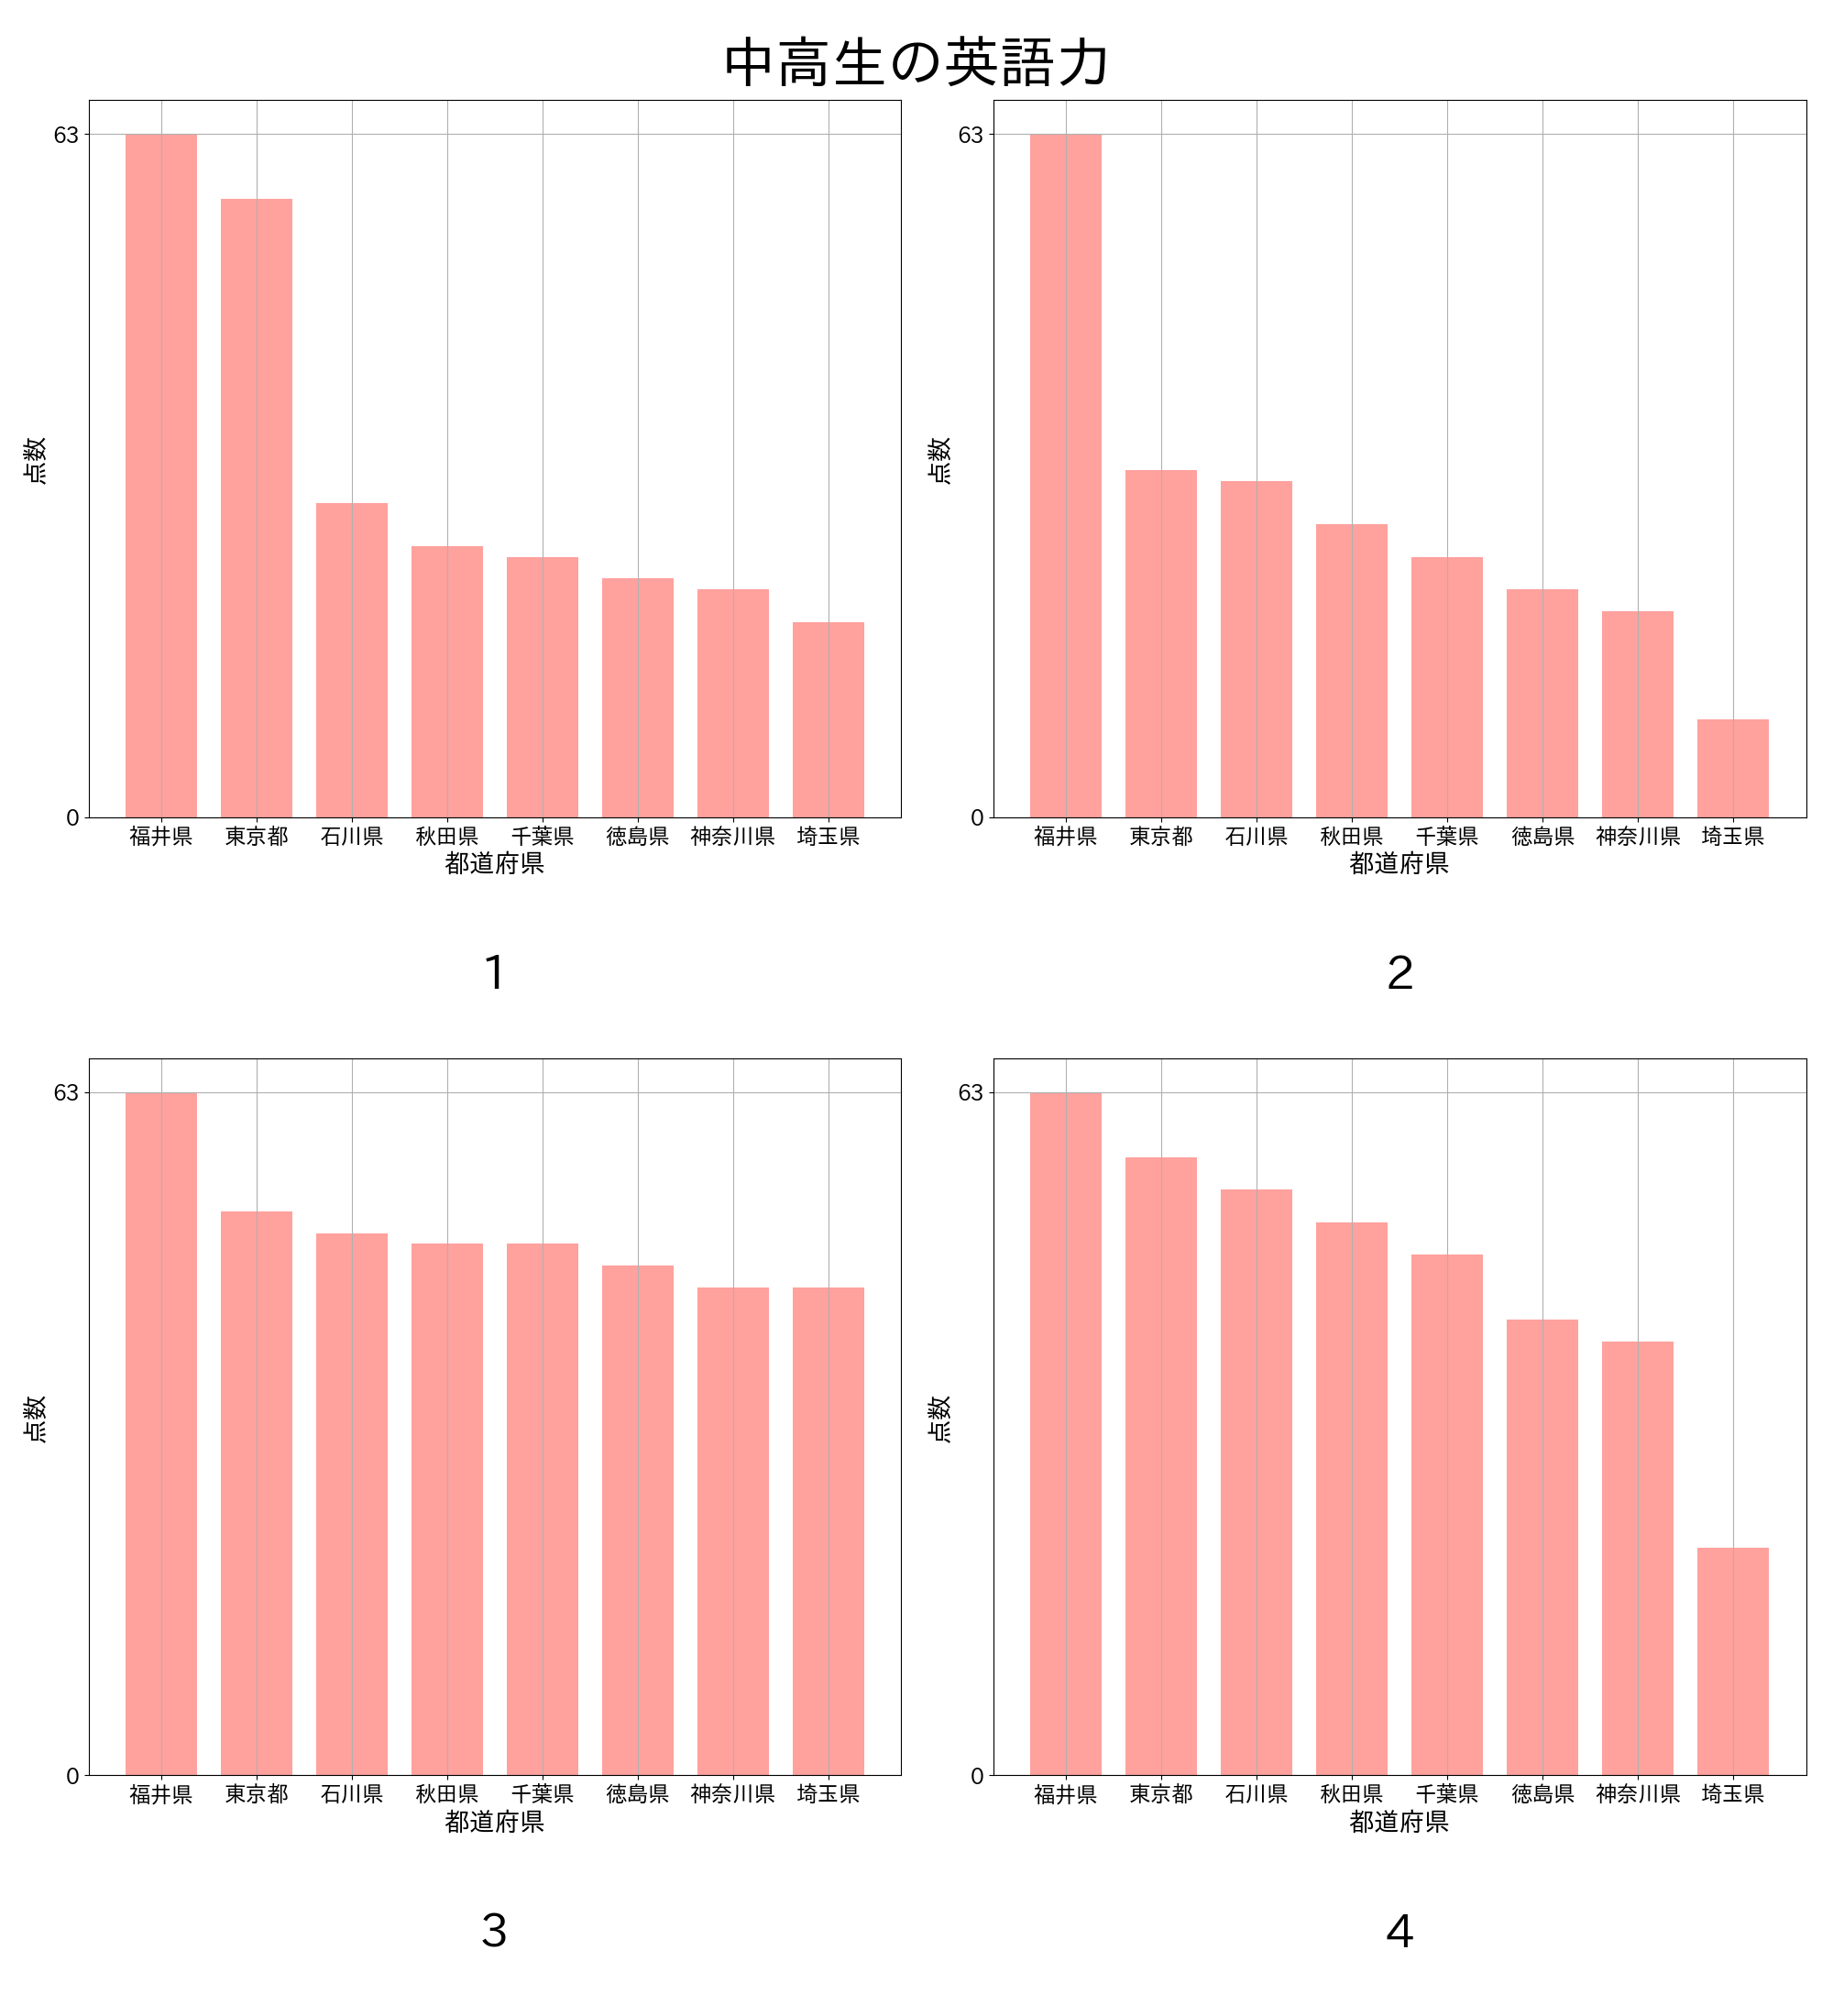 中高生の英語力
63
点数
0
福井県 東京都 石川県 秋田県 千葉県 徳島県 神奈川県 埼玉県
都道府県
1
63
点数
0
福井県 東京都 石川県 秋田県 千葉県 徳島県 神奈川県 埼玉県
都道府県
2
63
点数
0
福井県 東京都 石川県 秋田県 千葉県 徳島県 神奈川県 埼玉県
都道府県
3
63
点数
0
福井県 東京都 石川県 秋田県 千葉県 徳島県 神奈川県 埼玉県
都道府県
4